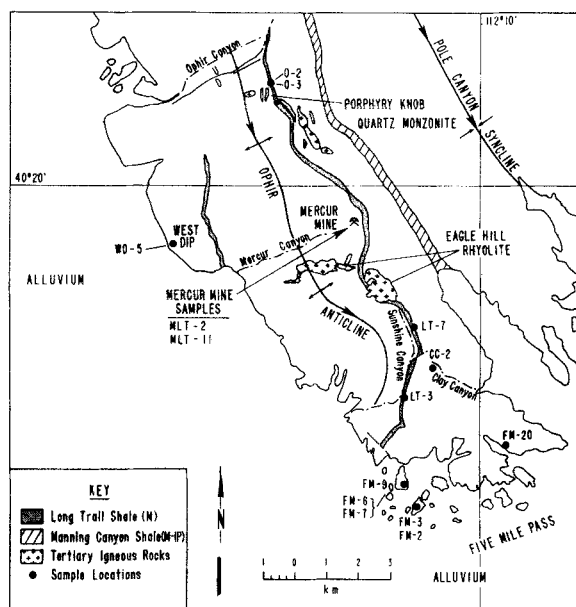 112° 10'
Ophir Canyon
U
D
O-2
O-3
POLE CANYON
SYNCLINE
PORPHYRY KNOB
QUARTZ MONZONITE
40° 20'
OPHIR
MERCUR
MINE
WEST
DIP
WD-5
Mercur Canyon
EAGLE HILL
RHYOLITE
ALLUVIUM
MERCUR MINE
SAMPLES
MLT-2
MLT-11
ANTICLINE
Sunshine Canyon
LT-7
CC-2
Clay Canyon
LT-3
FM-20
FM-9
FM-6
FM-7
FM-3
FM-2
FIVE MILE PASS
KEY
Long Trail Shale (M)
Manning Canyon Shale (M-IP)
Tertiary Igneous Rocks
Sample Locations
N
1 0 1 2 3
km
ALLUVIUM